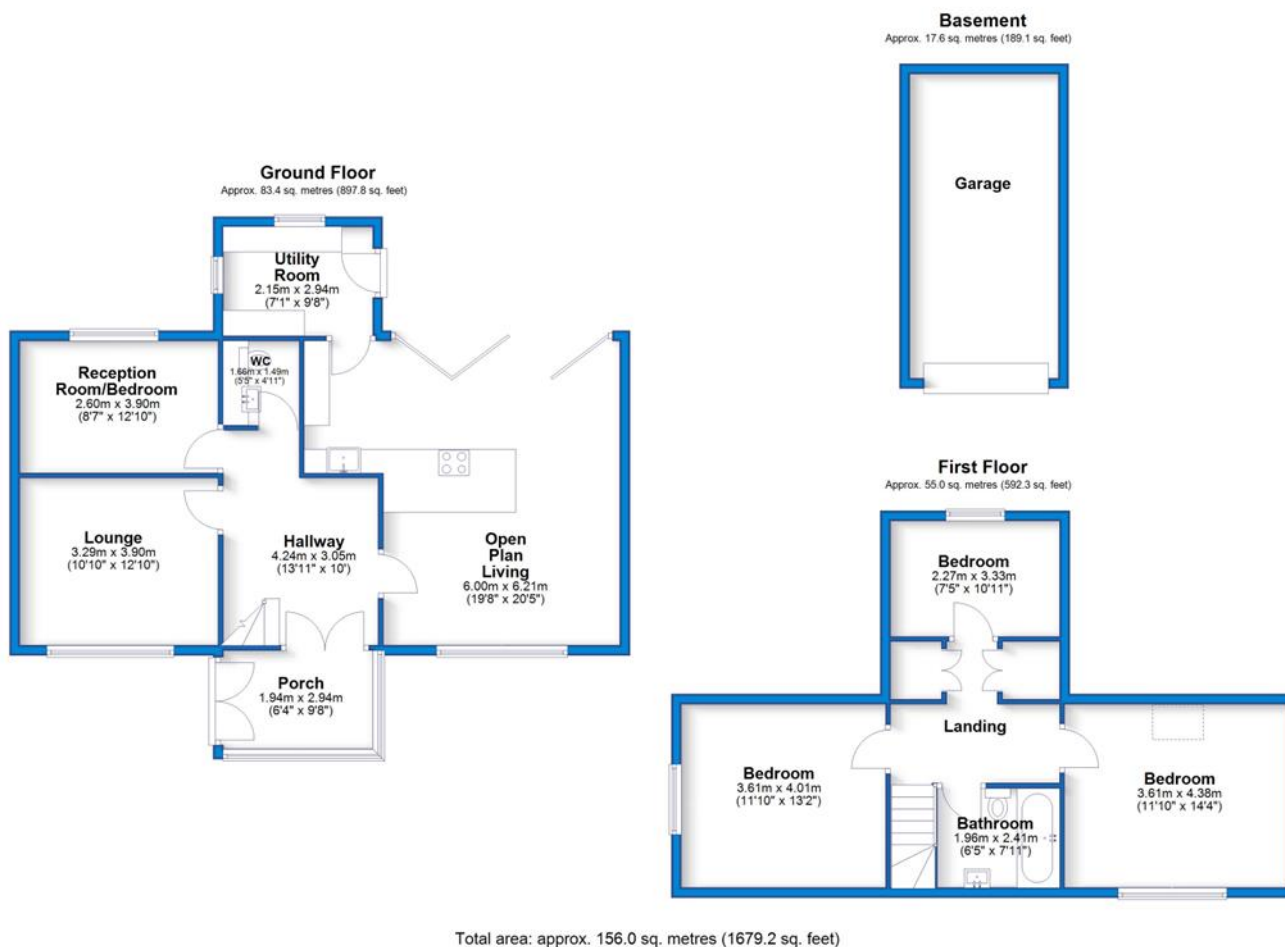 Basement
Approx. 17.6 sq. metres (189.1 sq. feet)
Garage
Ground Floor
Approx. 83.4 sq. metres (897.8 sq. feet)
Utility
Room
2.15m x 2.94m
(7'1" x 9'8")
WC
1.66m x 1.49m
(5'5" x 4'11")
Reception
Room/Bedroom
2.60m x 3.90m
(8'7" x 12'10")
Lounge
3.29m x 3.90m
(10'10" x 12'10")
Hallway
4.24m x 3.05m
(13'11" x 10')
Open
Plan
Living
6.00m x 6.21m
(19'8" x 20'5")
Porch
1.94m x 2.94m
(6'4" x 9'8")
First Floor
Approx. 55.0 sq. metres (592.3 sq. feet)
Bedroom
2.27m x 3.33m
(7'5" x 10'11")
Landing
Bedroom
3.61m x 4.01m
(11'10" x 13'2")
Bedroom
3.61m x 4.38m
(11'10" x 14'4")
Bathroom
1.96m x 2.41m
(6'5" x 7'11")
Total area: approx. 156.0 sq. metres (1679.2 sq. feet)